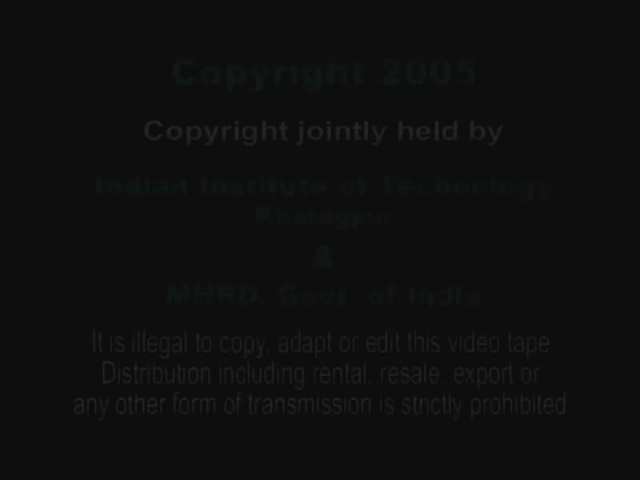 Copyright 2005
Copyright jointly held by
Indian Institute of Technology
Kharagpur
&
MHRD, Govt. of India
It is illegal to copy, adapt or edit this video tape.
Distribution including rental, resale, export or
any other form of transmission is strictly prohibited.